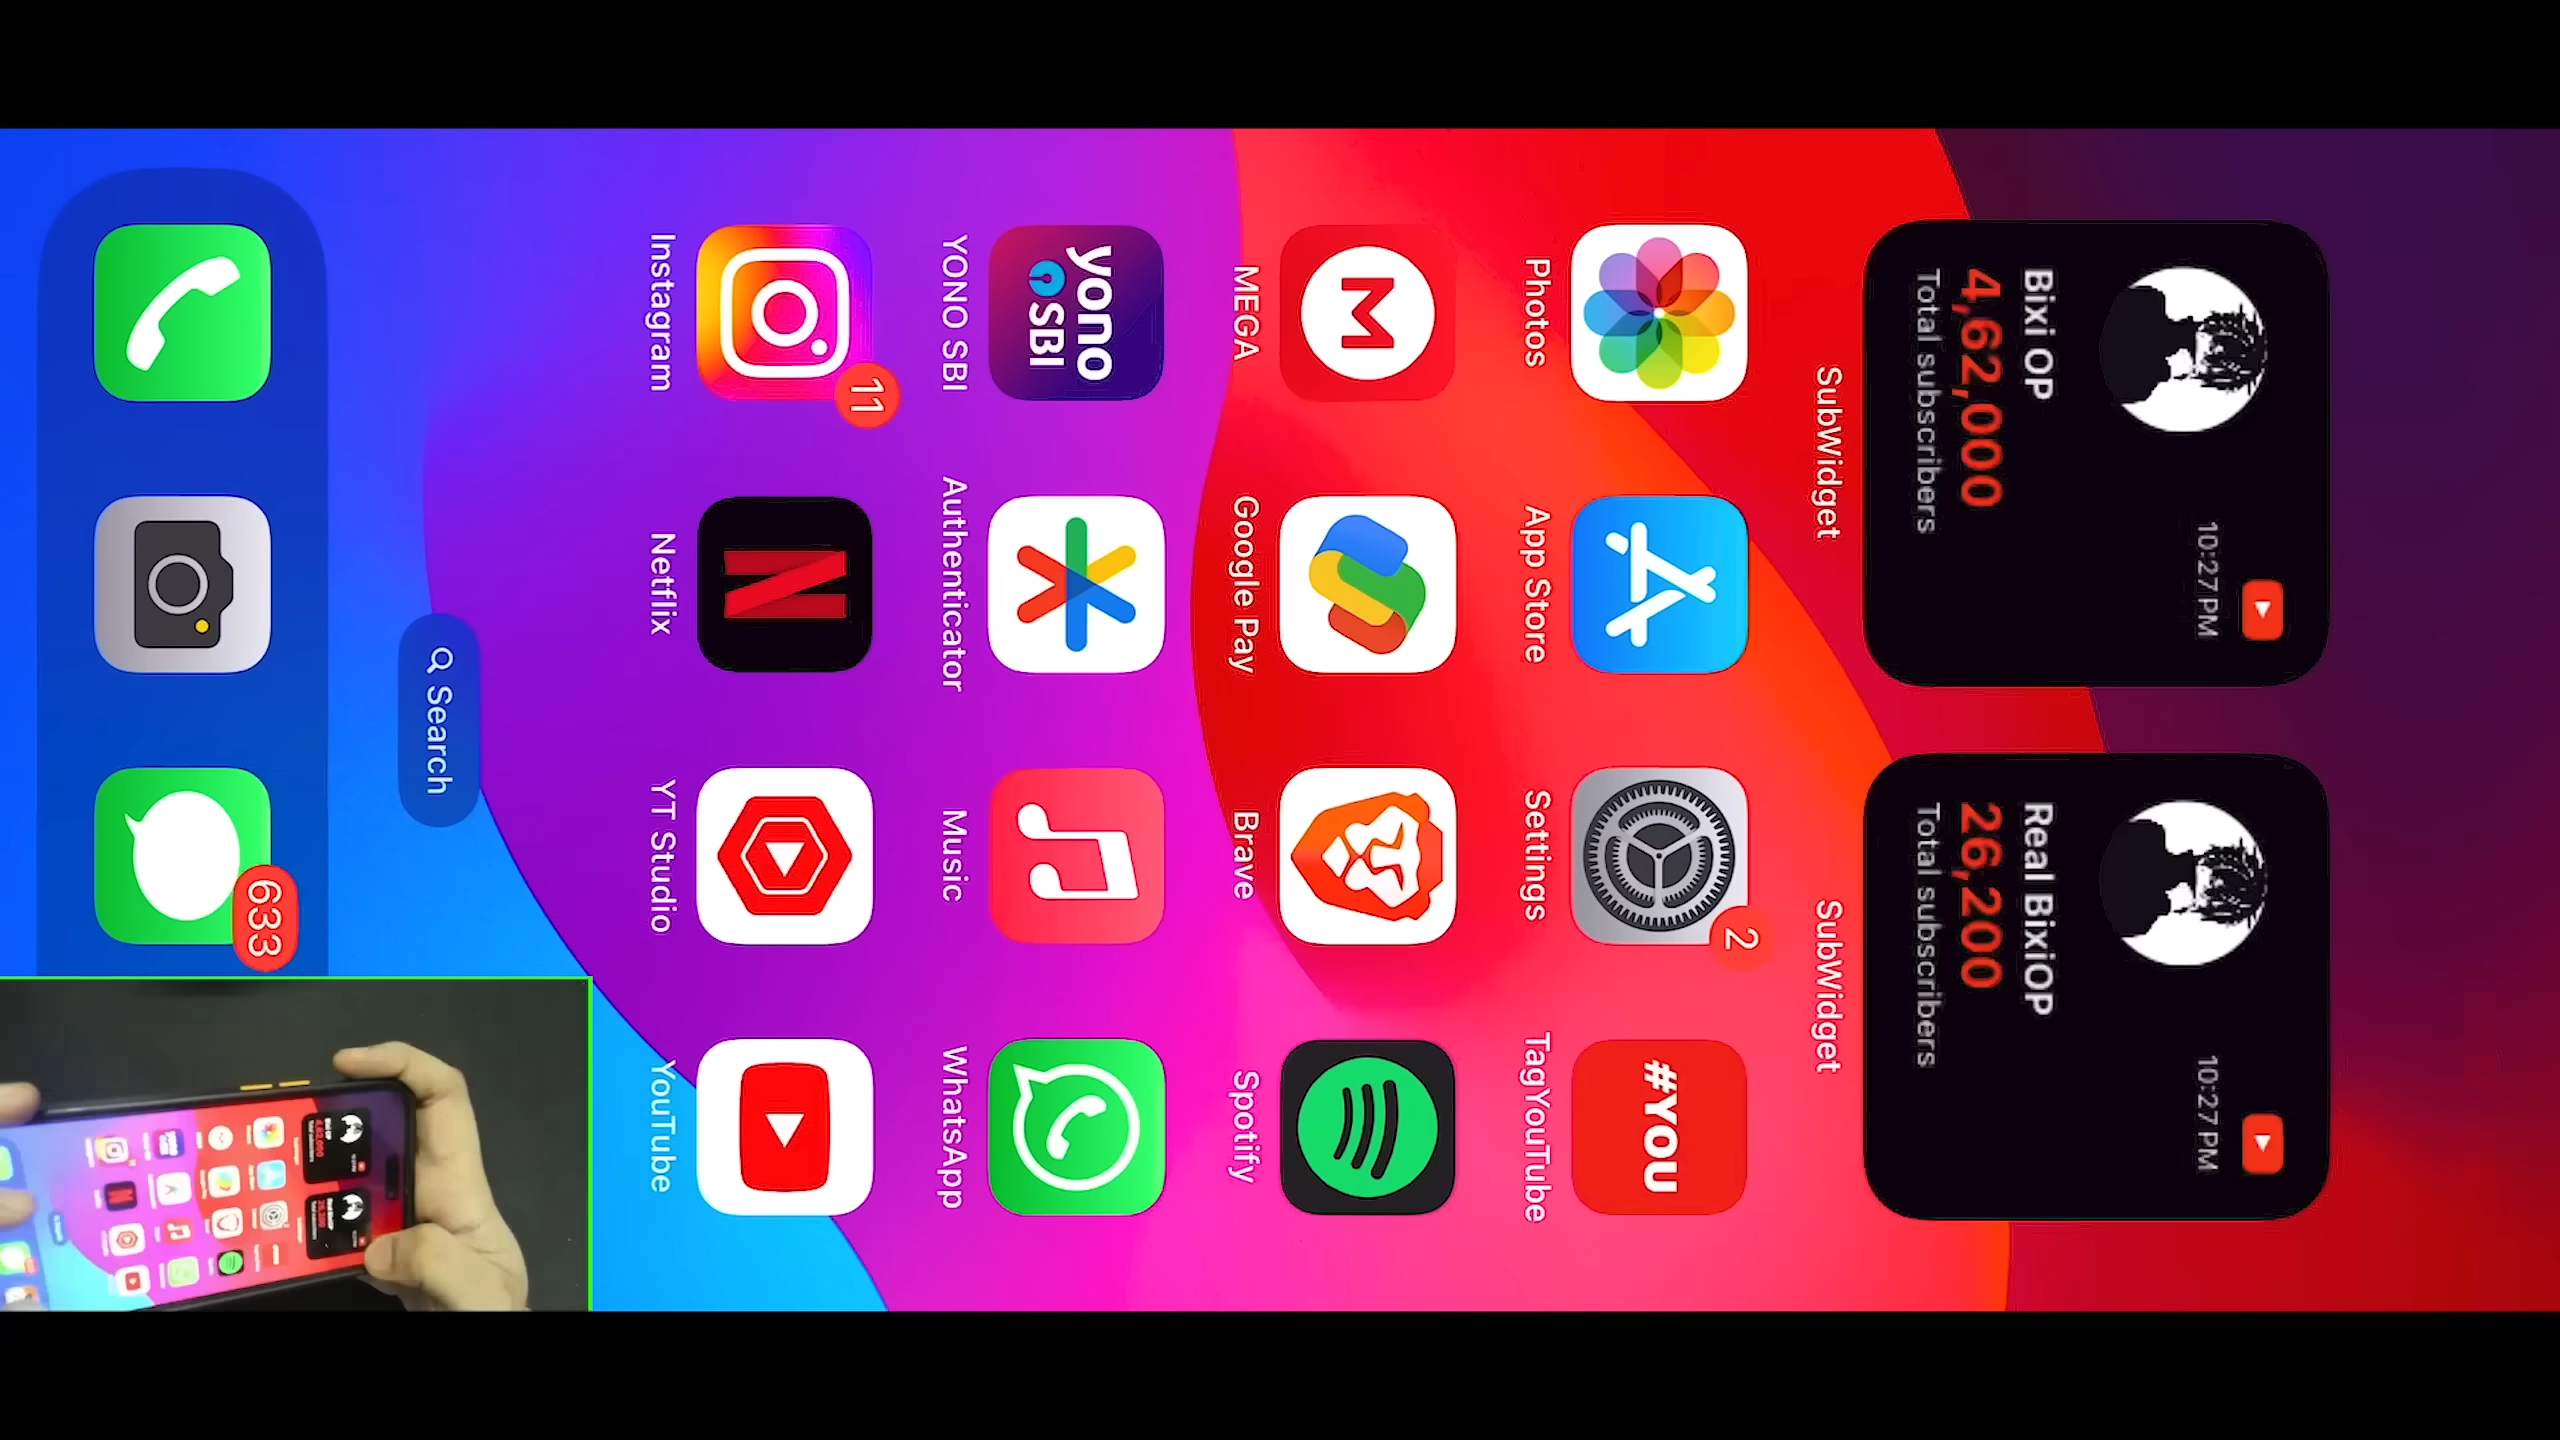 Bixi OP
4,62,000
Total subscribers
10:27 PM
SubWidget
Real BixiOP
26,200
Total subscribers
10:27 PM
SubWidget
Photos
App Store
2
Settings
#YOU
TagYouTube
M
MEGA
Google Pay
Brave
Spotify
yono
SBI
YONO SBI
Authenticator
Music
WhatsApp
11
Instagram
N
Netflix
YT Studio
YouTube
Search
633